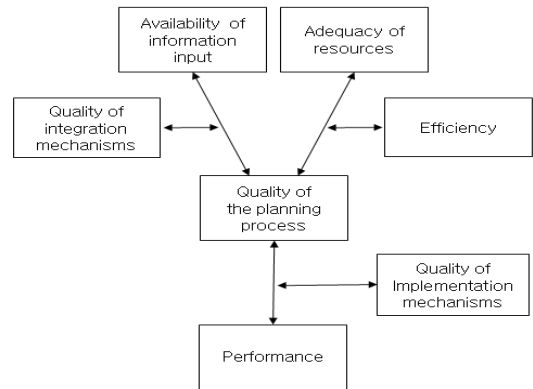 Availability of
information
input
Adequacy of
resources
Quality of
integration
mechanisms
Efficiency
Quality of
the planning
process
Quality of
Implementation
mechanisms
Performance